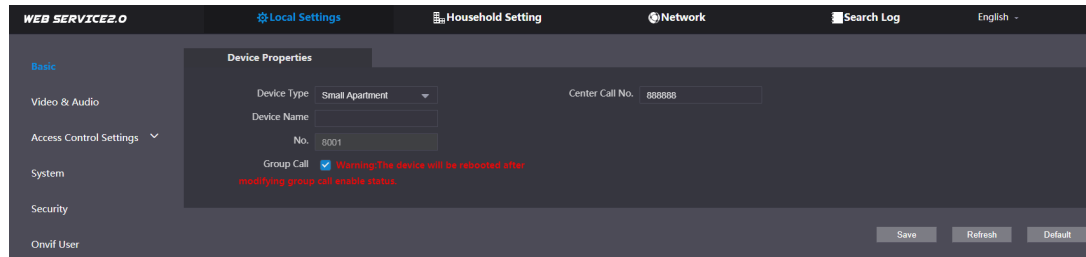 WEB SERVICE2.0
Local Settings
Household Setting
Network
Search Log
English
Basic
Video & Audio
Access Control Settings
System
Security
Onvif User
Device Properties
Device Type Small Apartment
Center Call No. 888888
Device Name
No. 8001
Group Call Warning:The device will be rebooted after
modifying group call enable status.
Save
Refresh
Default